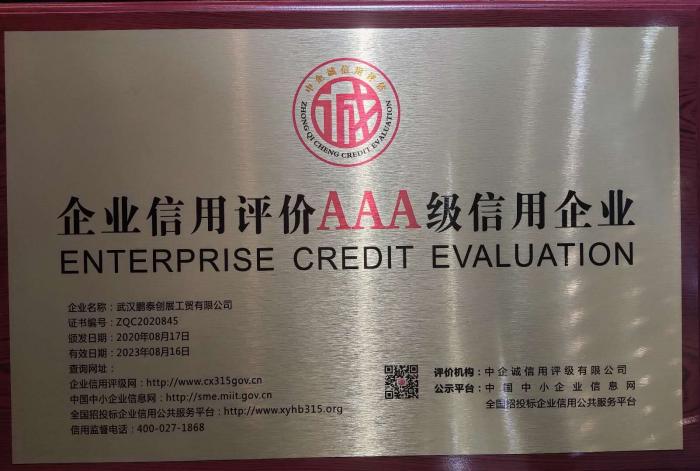 中企诚信用评价
诚
ZHONG QI CHENG CREDIT EVALUATION
企业信用评价AAA级信用企业
ENTERPRISE CREDIT EVALUATION
企业名称：武汉鹏泰创展工贸有限公司
证书编号：ZQC2020845
颁发日期：2020年08月17日
有效日期：2023年08月16日
查询网址：
企业信用评级网：http://www.cx315gov.cn
中国中小企业信息网：http://sme.miit.gov.cn
全国招投标企业信用公共服务平台：http://www.xyhb315.org
信用监督电话：400-027-1868
评价机构：中企诚信用评级有限公司
公示平台：中国中小企业信息网
全国招投标企业信用公共服务平台